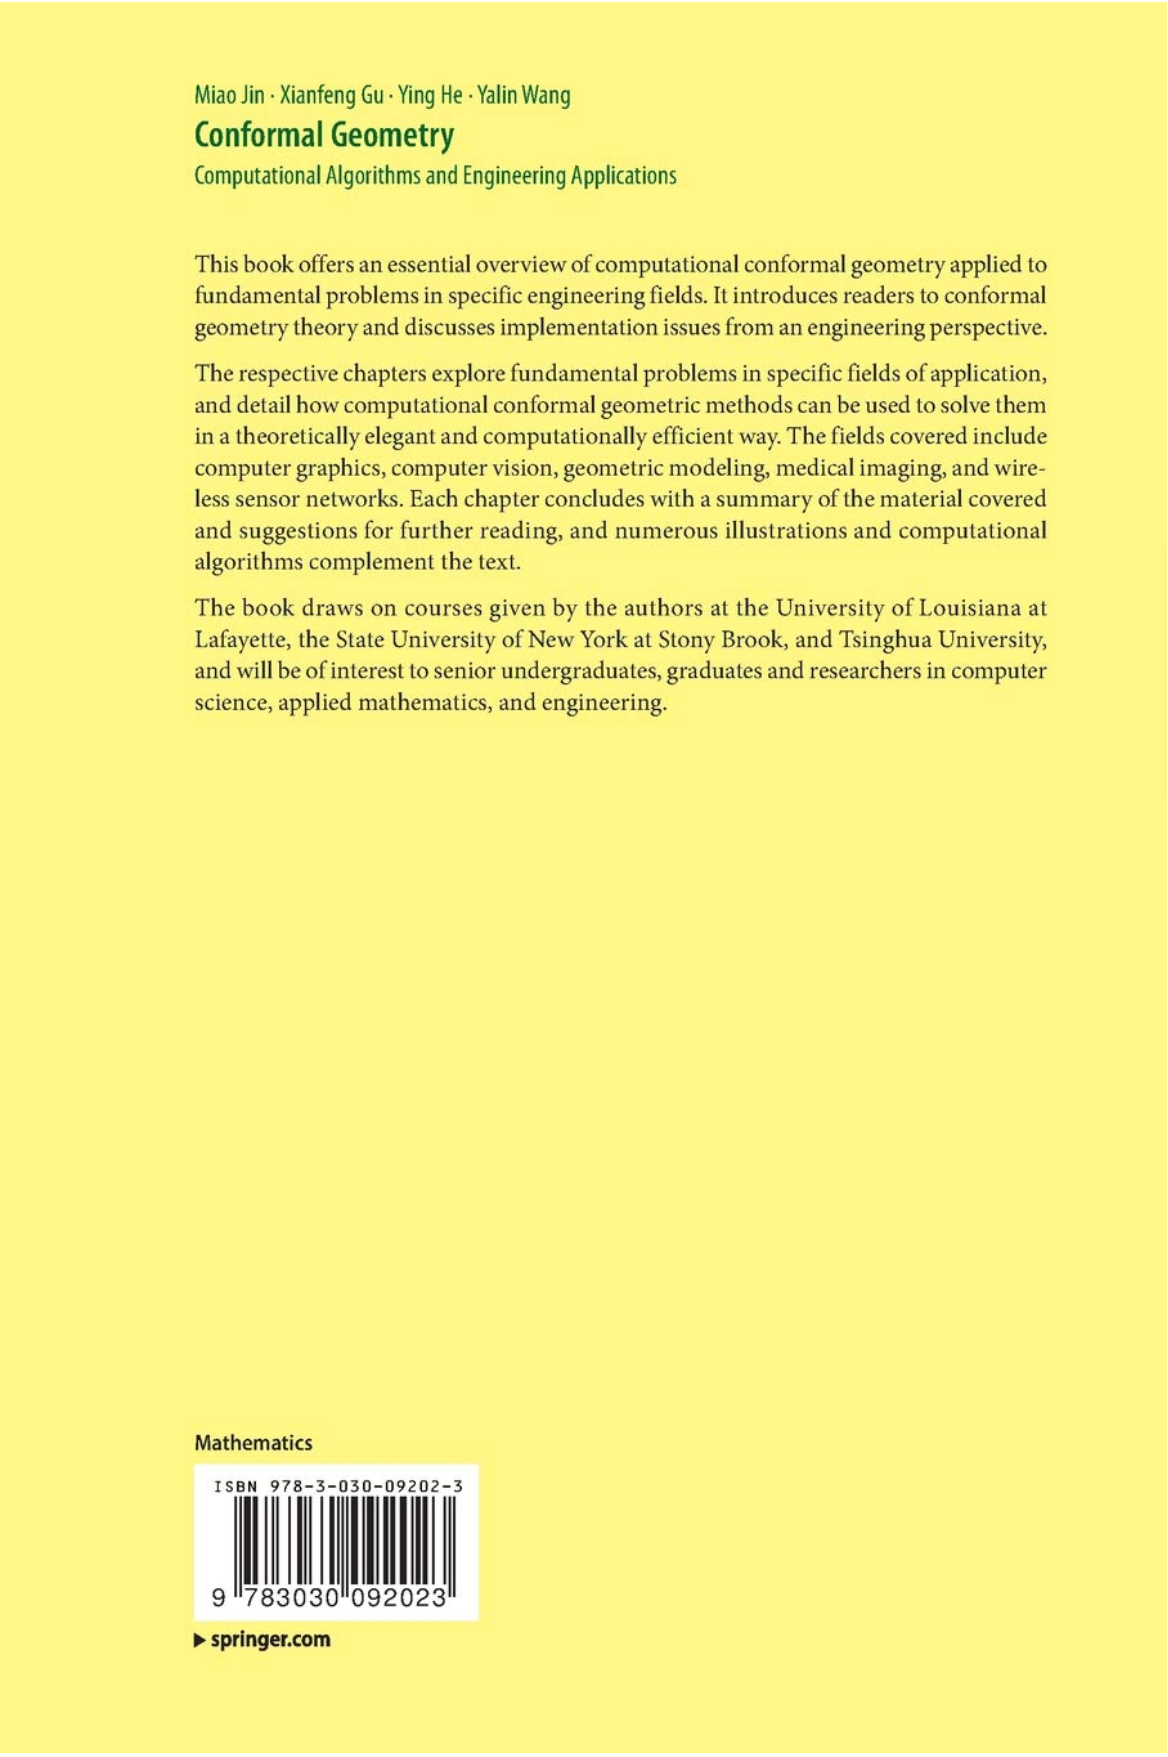 Miao Jin · Xianfeng Gu · Ying He · Yalin Wang
Conformal Geometry
Computational Algorithms and Engineering Applications
This book offers an essential overview of computational conformal geometry applied to
fundamental problems in specific engineering fields. It introduces readers to conformal
geometry theory and discusses implementation issues from an engineering perspective.
The respective chapters explore fundamental problems in specific fields of application,
and detail how computational conformal geometric methods can be used to solve them
in a theoretically elegant and computationally efficient way. The fields covered include
computer graphics, computer vision, geometric modeling, medical imaging, and wire-
less sensor networks. Each chapter concludes with a summary of the material covered
and suggestions for further reading, and numerous illustrations and computational
algorithms complement the text.
The book draws on courses given by the authors at the University of Louisiana at
Lafayette, the State University of New York at Stony Brook, and Tsinghua University,
and will be of interest to senior undergraduates, graduates and researchers in computer
science, applied mathematics, and engineering.
Mathematics
ISBN 978-3-030-09202-3
9 783030 092023
▶ springer.com